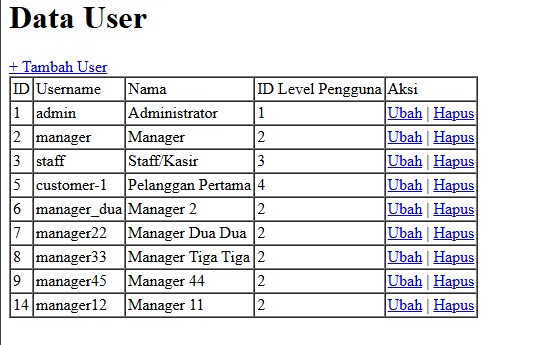 Data User
+ Tambah User
ID Username Nama ID Level Pengguna Aksi
1 admin Administrator 1 Ubah | Hapus
2 manager Manager 2 Ubah | Hapus
3 staff Staff/Kasir 3 Ubah | Hapus
5 customer-1 Pelanggan Pertama 4 Ubah | Hapus
6 manager_dua Manager 2 2 Ubah | Hapus
7 manager22 Manager Dua Dua 2 Ubah | Hapus
8 manager33 Manager Tiga Tiga 2 Ubah | Hapus
9 manager45 Manager 44 2 Ubah | Hapus
14 manager12 Manager 11 2 Ubah | Hapus